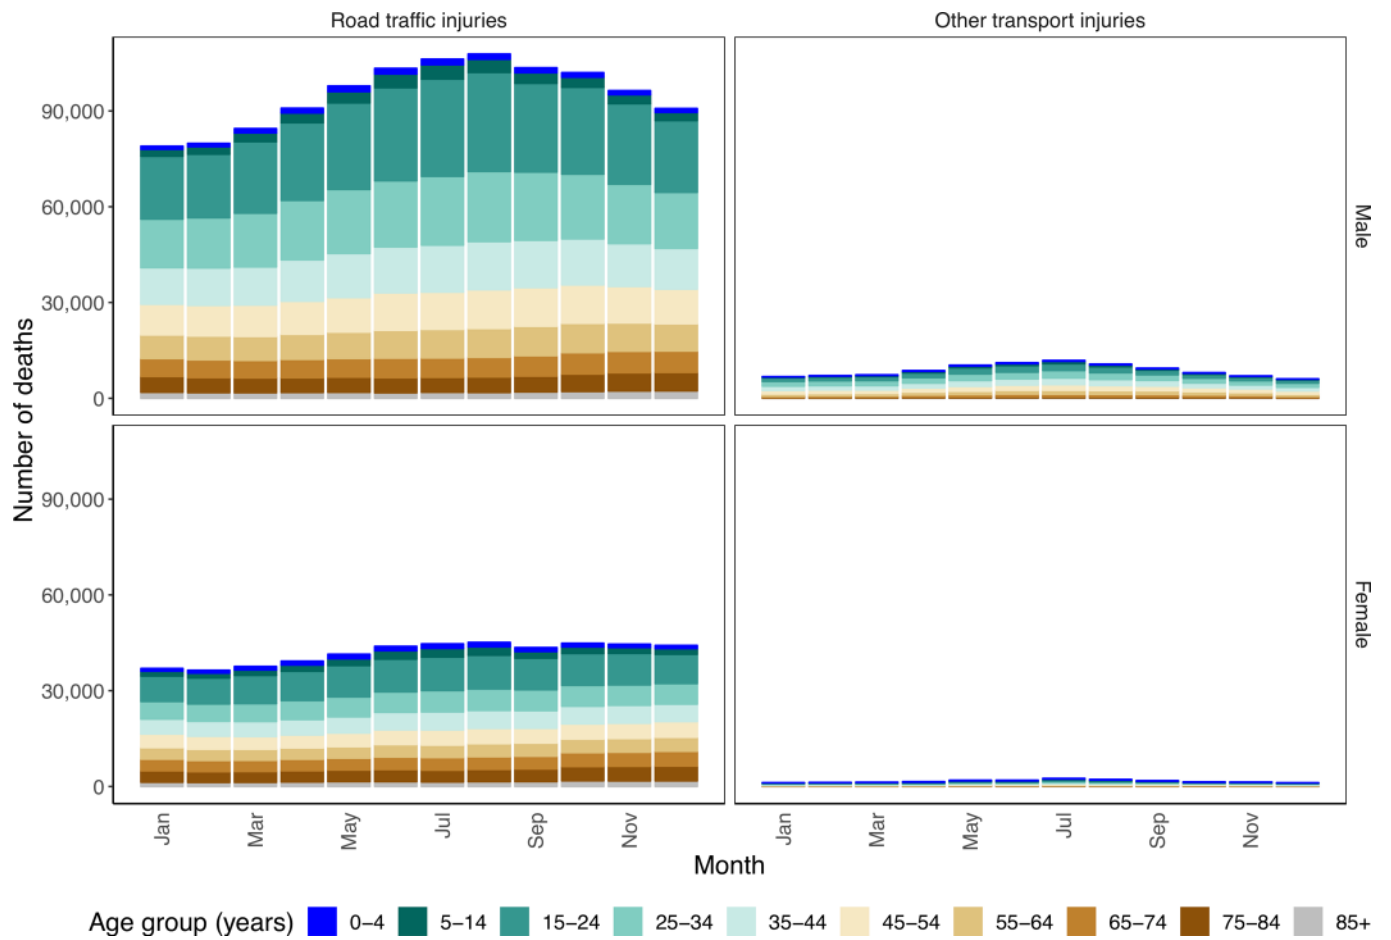 Road traffic injuries
Other transport injuries
Number of deaths
90,000
60,000
30,000
0
Male
90,000
60,000
30,000
0
Female
Jan Mar May Jul Sep Nov
Jan Mar May Jul Sep Nov
Month
Age group (years) 0–4 5–14 15–24 25–34 35–44 45–54 55–64 65–74 75–84 85+